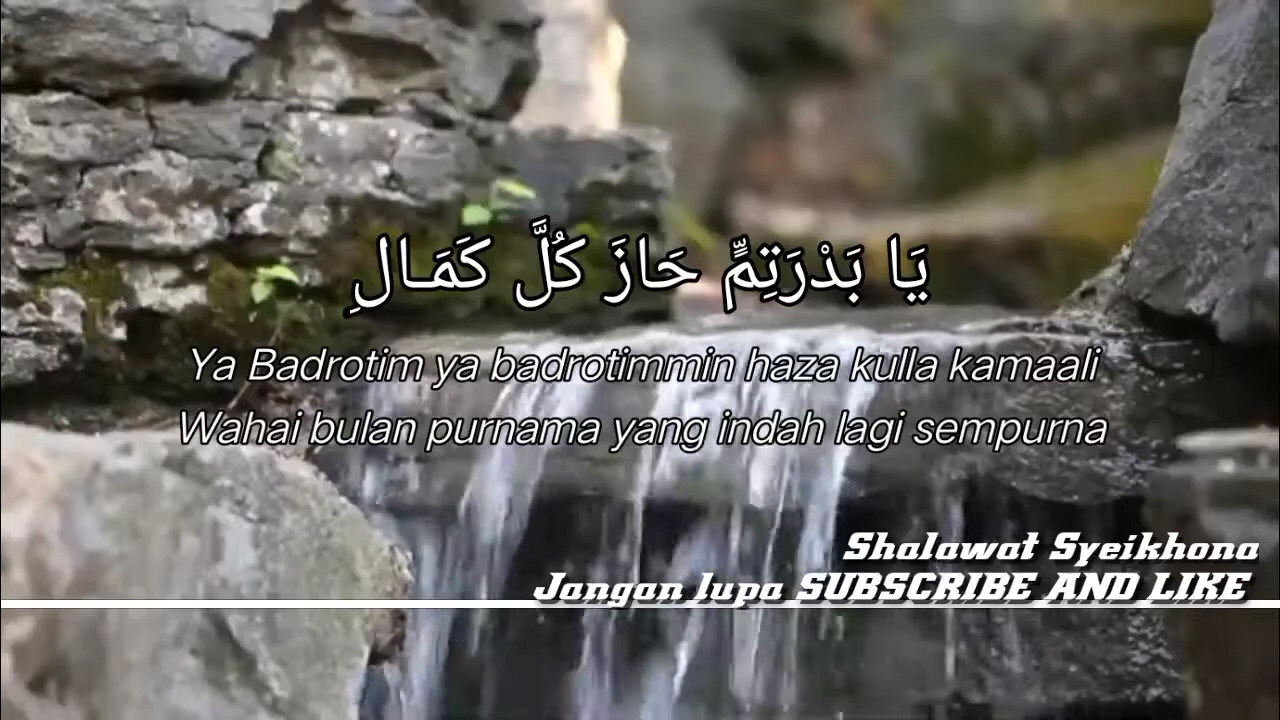 يَا بَدْرَتِمٍّ حَازَ كُلَّ كَمَالِ
Ya Badrotim ya badrotimmin haza kulla kamaali
Wahai bulan purnama yang indah lagi sempurna
Shalawat Syeikhona
Jangan lupa SUBSCRIBE AND LIKE